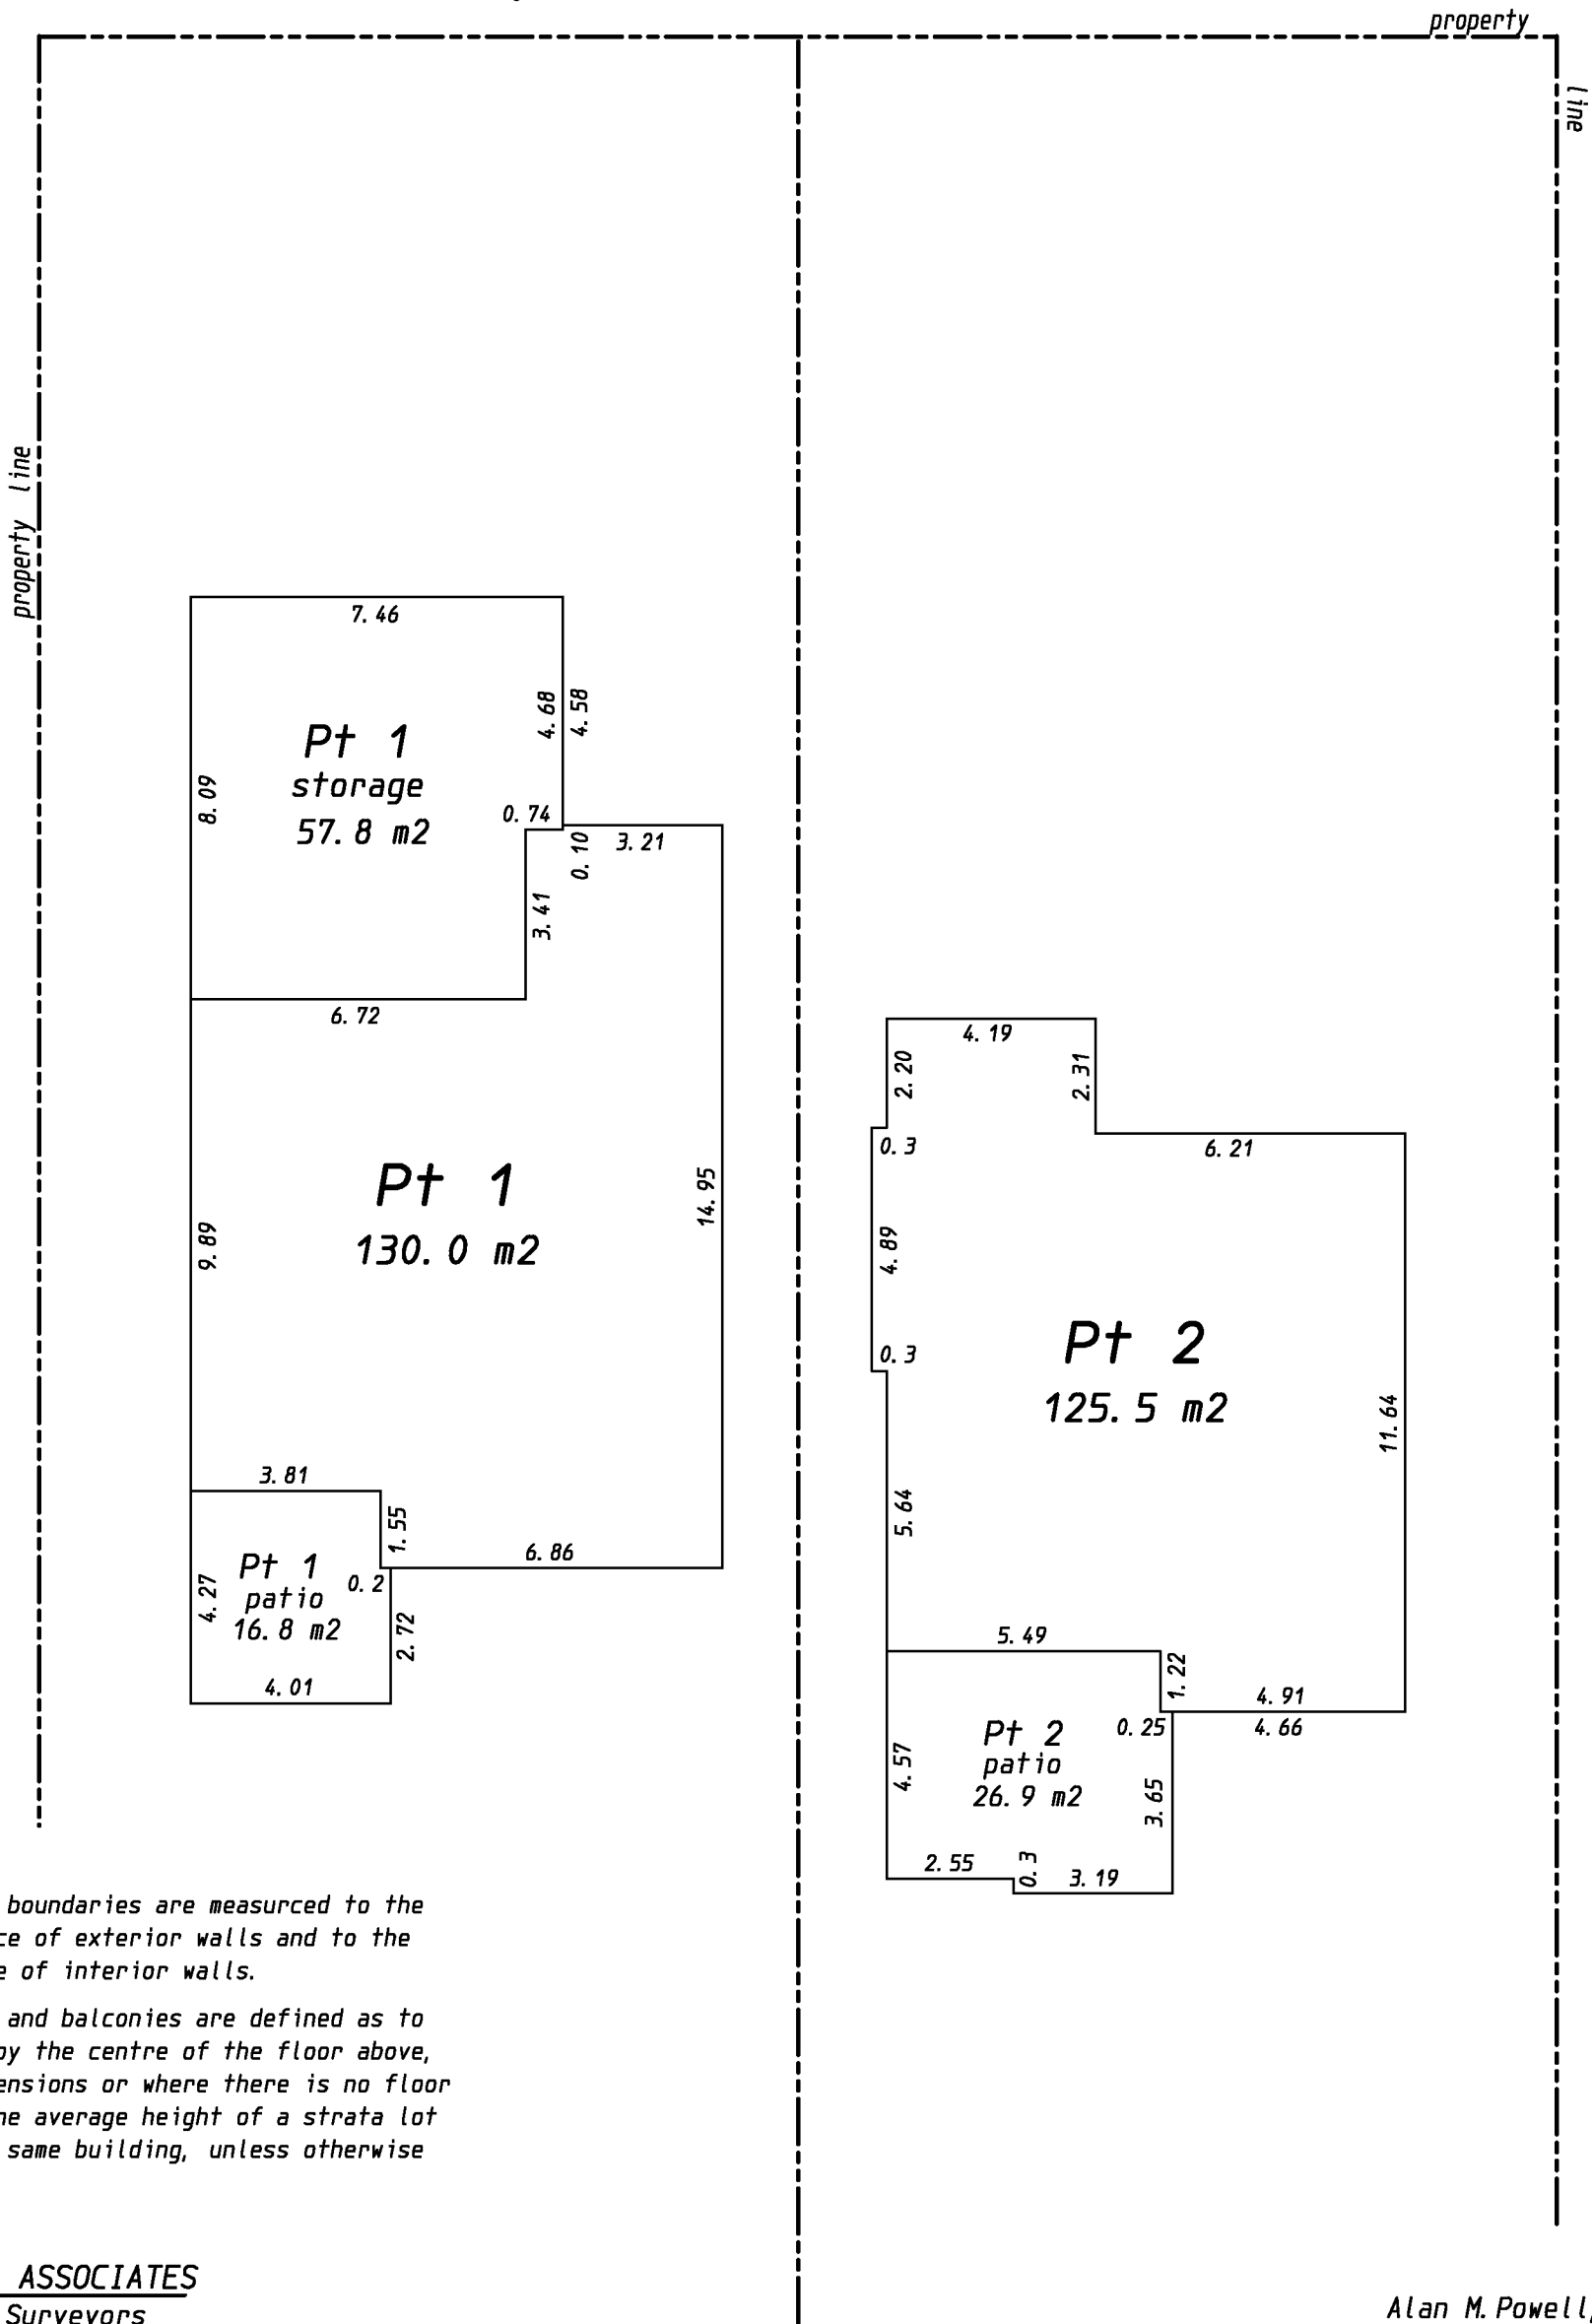 property
line
property line
7.46
4.68
4.58
Pt 1
storage
57.8 m2
8.09
0.74
0.10
3.21
3.41
6.72
4.19
2.20
2.31
0.3
6.21
Pt 1
130.0 m2
14.95
9.89
4.89
0.3
Pt 2
125.5 m2
11.64
5.64
3.81
1.55
6.86
Pt 1
patio
16.8 m2
0.2
4.27
2.72
4.01
5.49
1.22
4.91
4.66
0.25
Pt 2
patio
26.9 m2
4.57
3.65
2.55
0.3
3.19
boundaries are measurced to the
ce of exterior walls and to the
e of interior walls.
and balconies are defined as to
by the centre of the floor above,
ensions or where there is no floor
he average height of a strata lot
same building, unless otherwise
ASSOCIATES
Surveyors
Alan M. Powell,